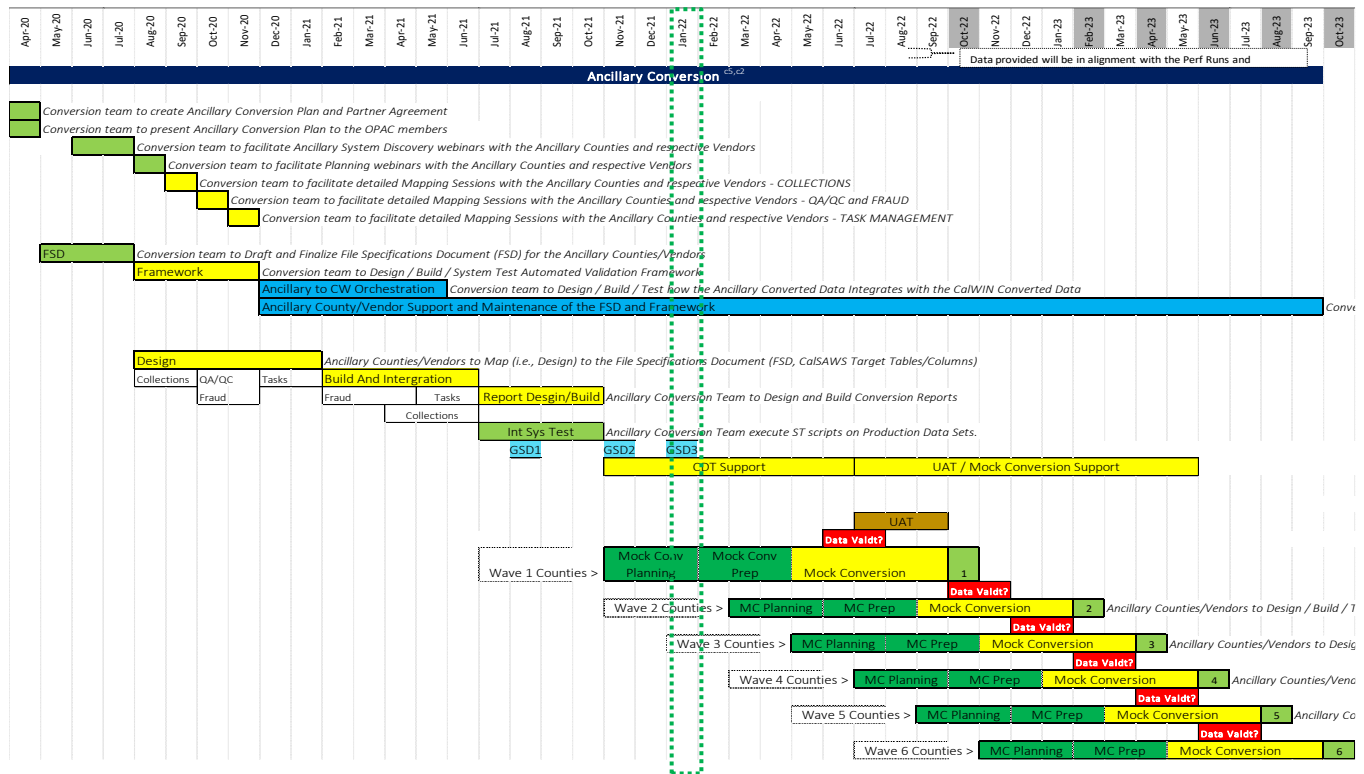 Apr-20 May-20 Jun-20 Jul-20 Aug-20 Sep-20 Oct-20 Nov-20 Dec-20 Jan-21 Feb-21 Mar-21 Apr-21 May-21 Jun-21 Jul-21 Aug-21 Sep-21 Oct-21 Nov-21 Dec-21 Jan-22 Feb-22 Mar-22 Apr-22 May-22 Jun-22 Jul-22 Aug-22 Sep-22 Oct-22 Nov-22 Dec-22 Jan-23 Feb-23 Mar-23 Apr-23 May-23 Jun-23 Jul-23 Aug-23 Sep-23 Oct-23
Data provided will be in alignment with the Perf Runs and
Ancillary Conversion c5,c2
Conversion team to create Ancillary Conversion Plan and Partner Agreement
Conversion team to present Ancillary Conversion Plan to the OPAC members
Conversion team to facilitate Ancillary System Discovery webinars with the Ancillary Counties and respective Vendors
Conversion team to facilitate Planning webinars with the Ancillary Counties and respective Vendors
Conversion team to facilitate detailed Mapping Sessions with the Ancillary Counties and respective Vendors - COLLECTIONS
Conversion team to facilitate detailed Mapping Sessions with the Ancillary Counties and respective Vendors - QA/QC and FRAUD
Conversion team to facilitate detailed Mapping Sessions with the Ancillary Counties and respective Vendors - TASK MANAGEMENT
FSD Conversion team to Draft and Finalize File Specifications Document (FSD) for the Ancillary Counties/Vendors
Framework Conversion team to Design / Build / System Test Automated Validation Framework
Ancillary to CW Orchestration Conversion team to Design / Build / Test how the Ancillary Converted Data Integrates with the CalWIN Converted Data
Ancillary County/Vendor Support and Maintenance of the FSD and Framework Conve
Design Ancillary Counties/Vendors to Map (i.e., Design) to the File Specifications Document (FSD, CalSAWS Target Tables/Columns)
Collections QA/QC Tasks Build And Intergration
Fraud Fraud Tasks Report Desgin/Build Ancillary Conversion Team to Design and Build Conversion Reports
Collections
Int Sys Test Ancillary Conversion Team execute ST scripts on Production Data Sets.
GSD1 GSD2 GSD3
COT Support UAT / Mock Conversion Support
UAT
Data Valdt?
Wave 1 Counties > Mock Conv Planning Mock Conv Prep Mock Conversion 1
Data Valdt?
Wave 2 Counties > MC Planning MC Prep Mock Conversion 2 Ancillary Counties/Vendors to Design / Build / T
Data Valdt?
Wave 3 Counties > MC Planning MC Prep Mock Conversion 3 Ancillary Counties/Vendors to Desig
Data Valdt?
Wave 4 Counties > MC Planning MC Prep Mock Conversion 4 Ancillary Counties/Vend
Data Valdt?
Wave 5 Counties > MC Planning MC Prep Mock Conversion 5 Ancillary Co
Data Valdt?
Wave 6 Counties > MC Planning MC Prep Mock Conversion 6